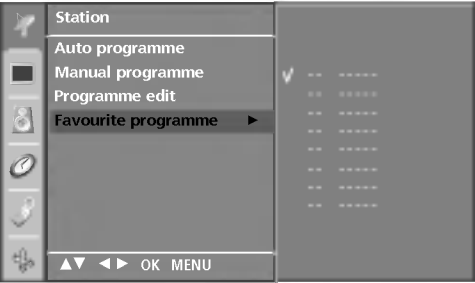 Station
Auto programme
Manual programme
Programme edit
Favourite programme ►
✔ -- -----
-- -----
-- -----
-- -----
-- -----
-- -----
-- -----
-- -----
▲▼ ◄► OK MENU